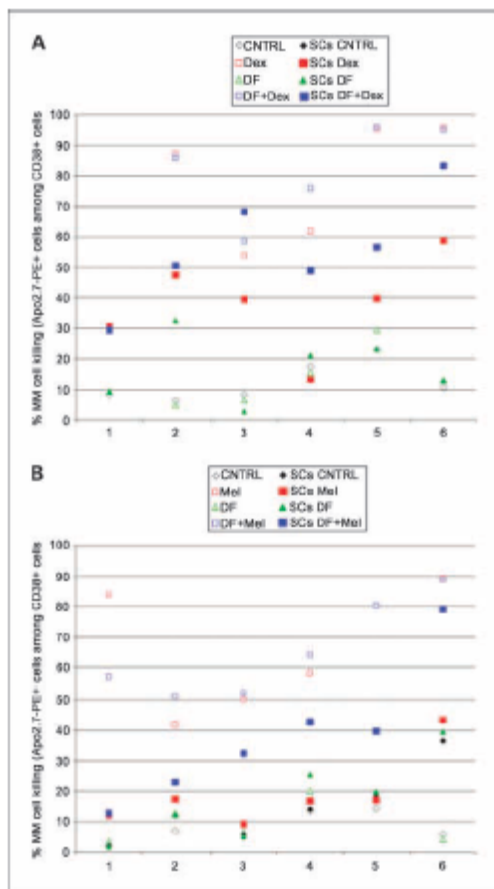 A
CNTRL SCs CNTRL
Dex SCs Dex
DF SCs DF
DF+Dex SCs DF+Dex
% MM cell killing (Apo2.7-PE+ cells among CD38+ cells
100
90
80
70
60
50
40
30
20
10
0
1 2 3 4 5 6
B
CNTRL SCs CNTRL
Mel SCs Mel
DF SCs DF
DF+Mel SCs DF+Mel
% MM cell killing (Apo2.7-PE+ cells among CD38+ cells
100
90
80
70
60
50
40
30
20
10
0
1 2 3 4 5 6